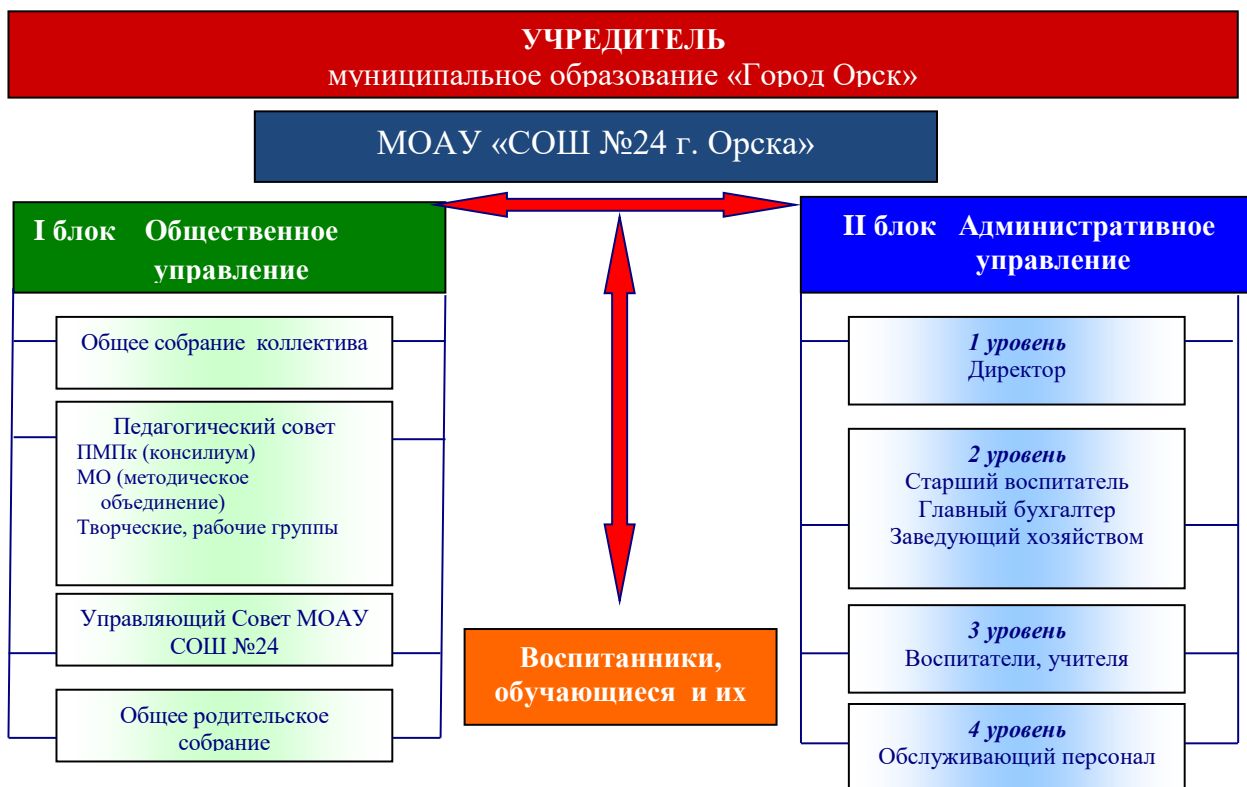 УЧРЕДИТЕЛЬ
муниципальное образование «Город Орск»
МОАУ «СОШ №24 г. Орска»
I блок Общественное
управление
Общее собрание коллектива
Педагогический совет
ПМПк (консилиум)
МО (методическое
объединение)
Творческие, рабочие группы
Управляющий Совет МОАУ
СОШ №24
Общее родительское
собрание
Воспитанники,
обучающиеся и их
II блок Административное
управление
1 уровень
Директор
2 уровень
Старший воспитатель
Главный бухгалтер
Заведующий хозяйством
3 уровень
Воспитатели, учителя
4 уровень
Обслуживающий персонал